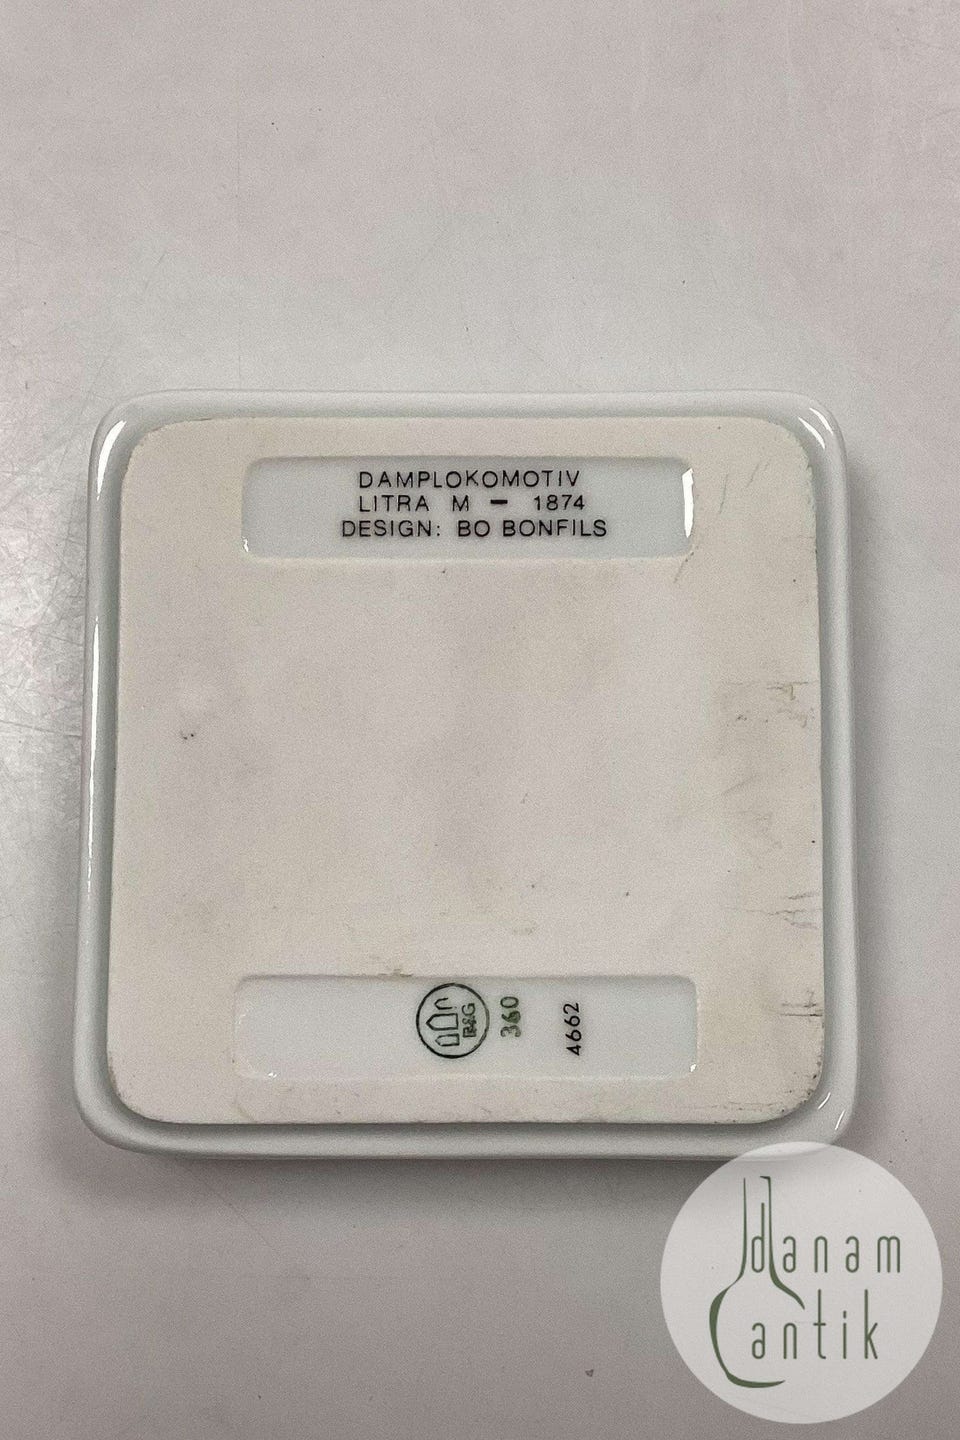 DAMPLOKOMOTIV
LITRA M – 1874
DESIGN: BO BONFILS
B&G
360
4662
danam
antik